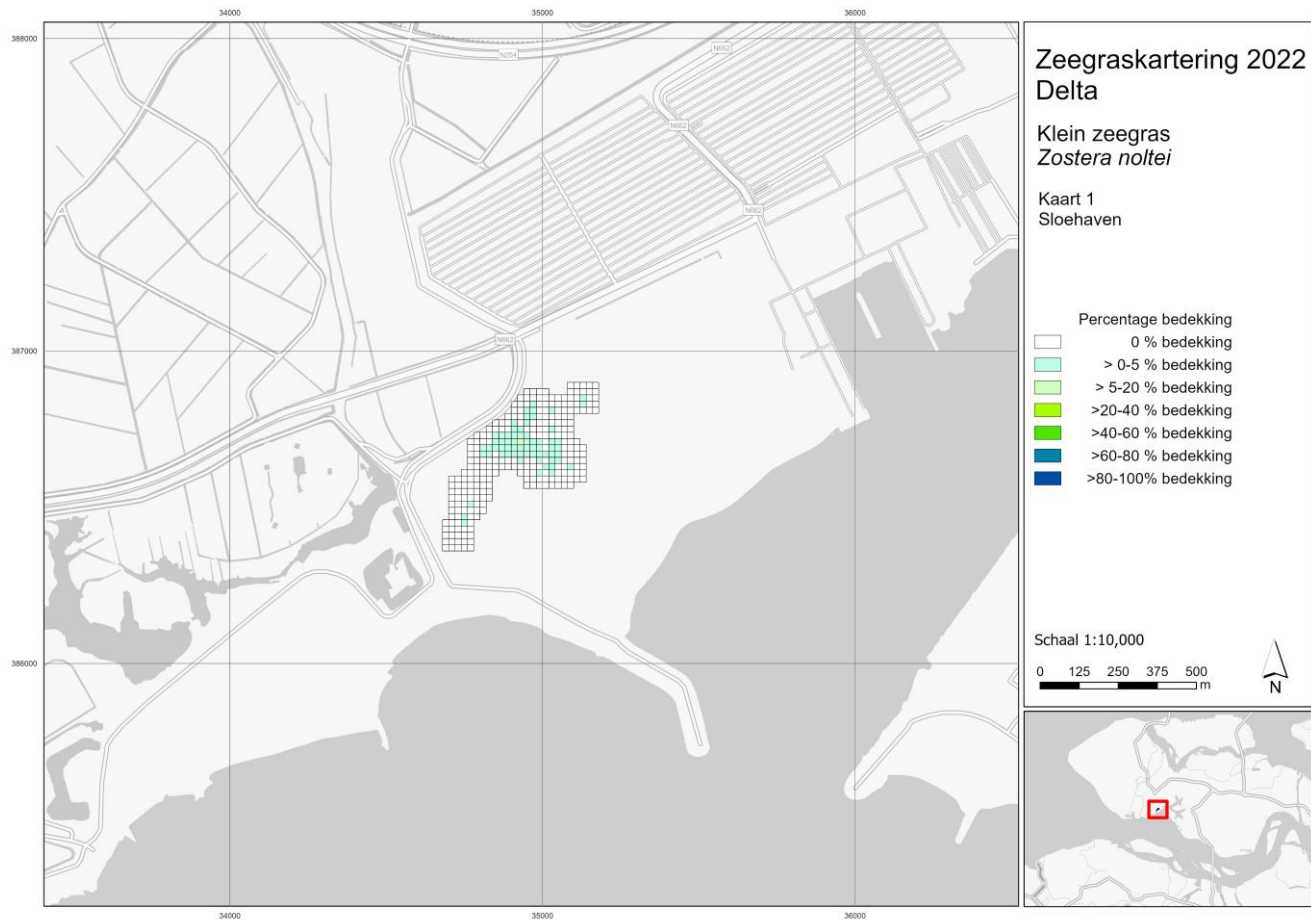 34000
35000
36000
388000
N254
N662
N662
N662
387000
N662
386000
34000
35000
36000
Zeegraskartering 2022
Delta
Klein zeegras
Zostera noltei
Kaart 1
Sloehaven
Percentage bedekking
0 % bedekking
> 0-5 % bedekking
> 5-20 % bedekking
>20-40 % bedekking
>40-60 % bedekking
>60-80 % bedekking
>80-100% bedekking
Schaal 1:10,000
0 125 250 375 500
m
N